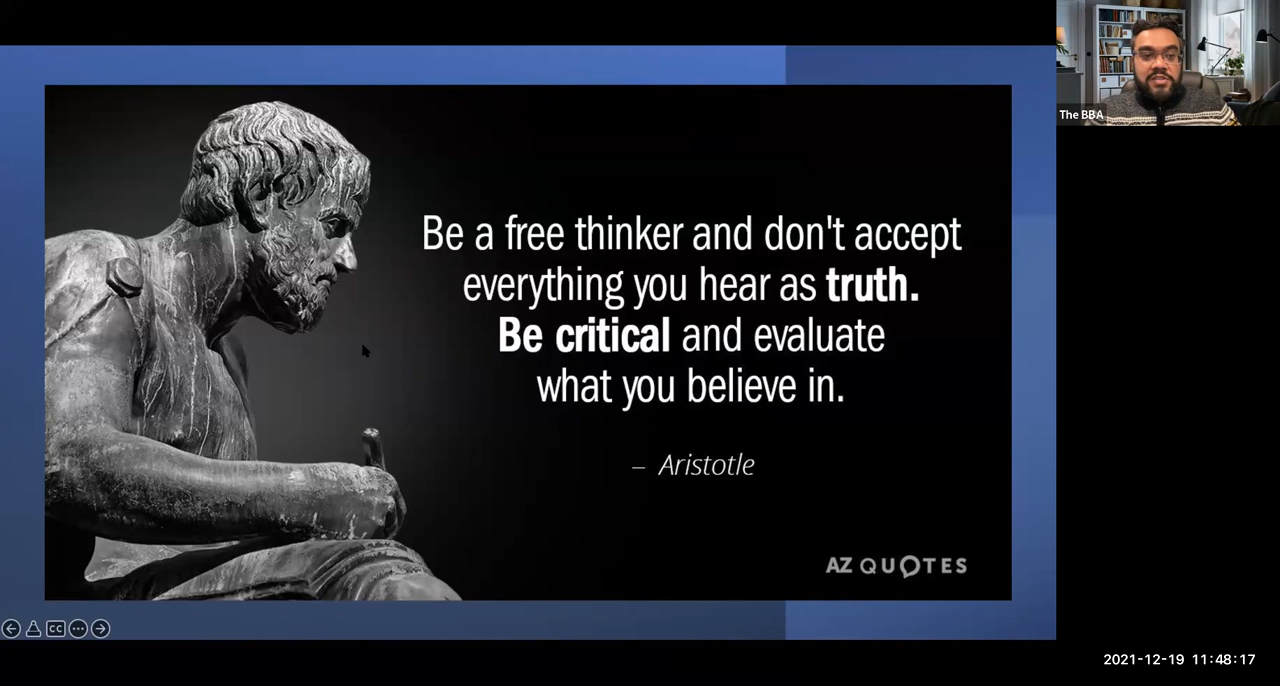 The BBA
Be a free thinker and don't accept
everything you hear as truth.
Be critical and evaluate
what you believe in.
– Aristotle
AZ QUOTES
CC
2021-12-19 11:48:17